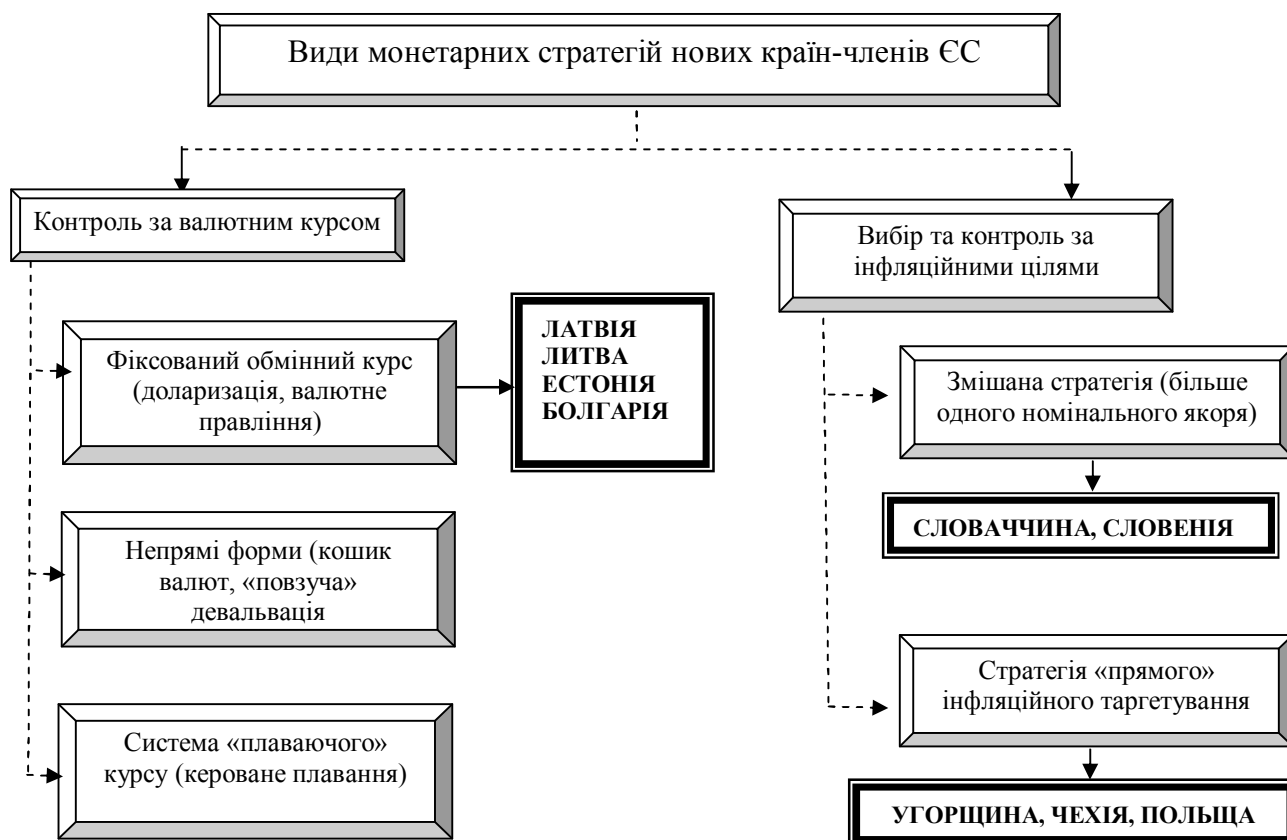 Види монетарних стратегій нових країн-членів ЄС
Контроль за валютним курсом
Фіксований обмінний курс
(доларизація, валютне
правління)
ЛАТВІЯ
ЛИТВА
ЕСТОНІЯ
БОЛГАРІЯ
Непрямі форми (кошик
валют, «повзуча»
девальвація
Система «плаваючого»
курсу (кероване плавання)
Вибір та контроль за
інфляційними цілями
Змішана стратегія (більше
одного номінального якоря)
СЛОВАЧЧИНА, СЛОВЕНІЯ
Стратегія «прямого»
інфляційного таргетування
УГОРЩИНА, ЧЕХІЯ, ПОЛЬЩА